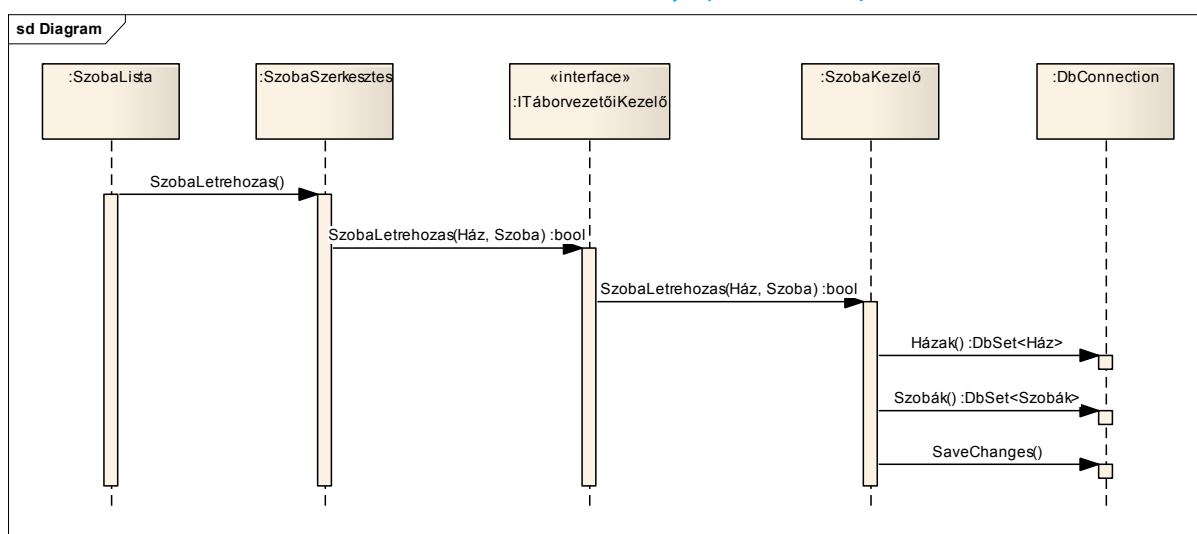 sd Diagram
:SzobaLista
:SzobaSzerkesztes
«interface»
:ITáborvezetőiKezelő
:SzobaKezelő
:DbConnection
SzobaLetrehozas()
SzobaLetrehozas(Ház, Szoba) :bool
SzobaLetrehozas(Ház, Szoba) :bool
Házak() :DbSet<Ház>
Szobák() :DbSet<Szobák>
SaveChanges()